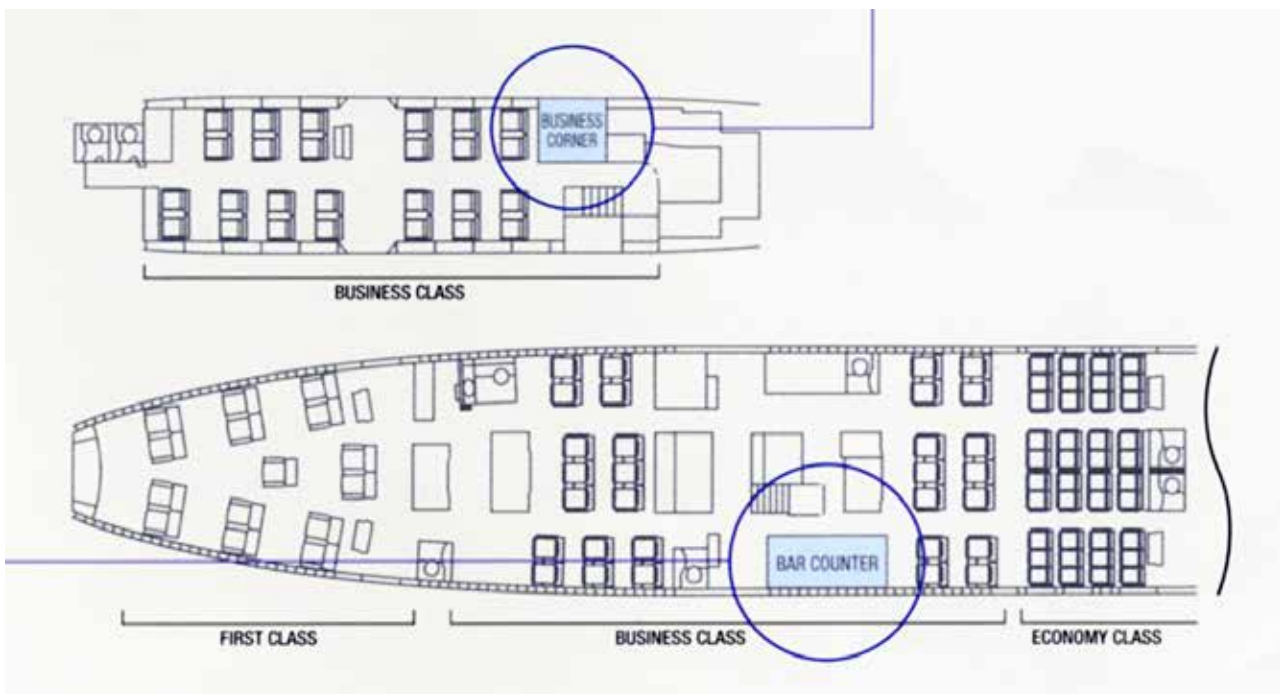 BUSINESS
CORNER
BUSINESS CLASS
BAR COUNTER
FIRST CLASS
BUSINESS CLASS
ECONOMY CLASS